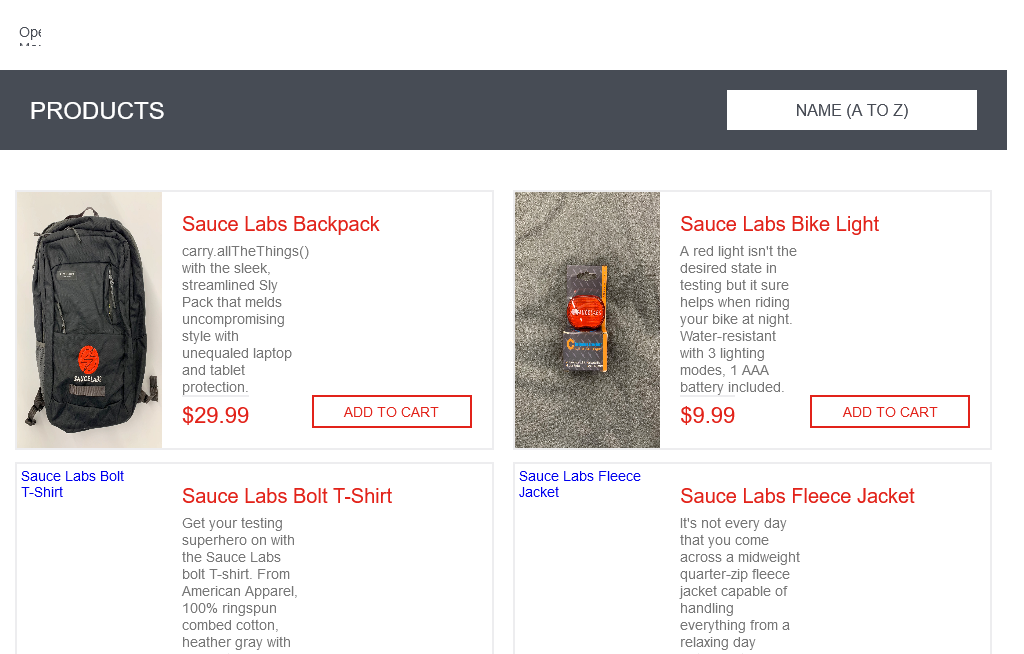 Ope
PRODUCTS
NAME (A TO Z)
Sauce Labs Backpack
carry.allTheThings()
with the sleek,
streamlined Sly
Pack that melds
uncompromising
style with
unequaled laptop
and tablet
protection.
$29.99
ADD TO CART
SAUCELABS
Sauce Labs Bike Light
A red light isn't the
desired state in
testing but it sure
helps when riding
your bike at night.
Water-resistant
with 3 lighting
modes, 1 AAA
battery included.
$9.99
ADD TO CART
SAUCELABS
Sauce Labs Bolt
T-Shirt
Sauce Labs Bolt T-Shirt
Get your testing
superhero on with
the Sauce Labs
bolt T-shirt. From
American Apparel,
100% ringspun
combed cotton,
heather gray with
Sauce Labs Fleece
Jacket
Sauce Labs Fleece Jacket
It's not every day
that you come
across a midweight
quarter-zip fleece
jacket capable of
handling
everything from a
relaxing day